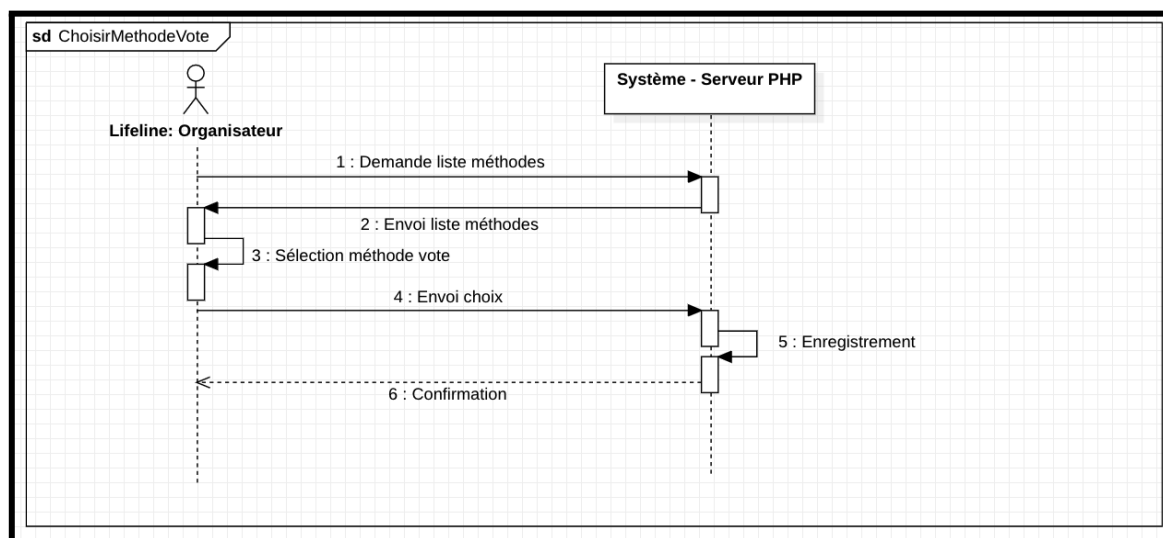 sd ChoisirMethodeVote
Système - Serveur PHP
Lifeline: Organisateur
1 : Demande liste méthodes
2 : Envoi liste méthodes
3 : Sélection méthode vote
4 : Envoi choix
5 : Enregistrement
6 : Confirmation